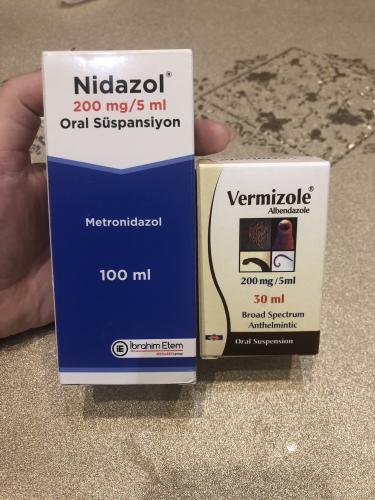 Nidazol®
200 mg/5 ml
Oral Süspansiyon
Metronidazol
100 ml
iE
İbrahim Etem
Vermizole®
Albendazole
200 mg /5ml
30 ml
Broad Spectrum
Anthelmintic
Oral Suspension